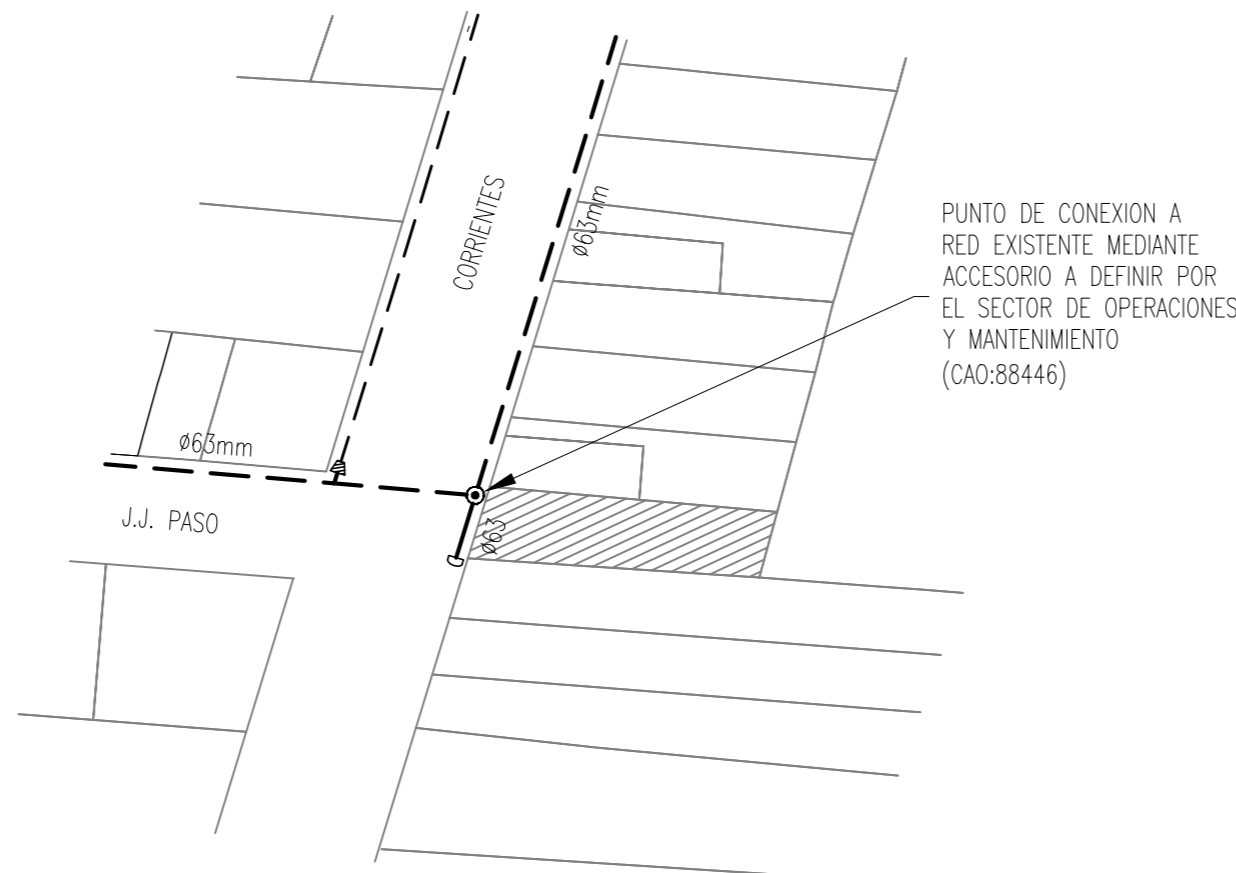 CORRIENTES
ø63mm
PUNTO DE CONEXION A
RED EXISTENTE MEDIANTE
ACCESORIO A DEFINIR POR
EL SECTOR DE OPERACIONES
Y MANTENIMIENTO
(CAO:88446)
ø63mm
J.J. PASO
ø63